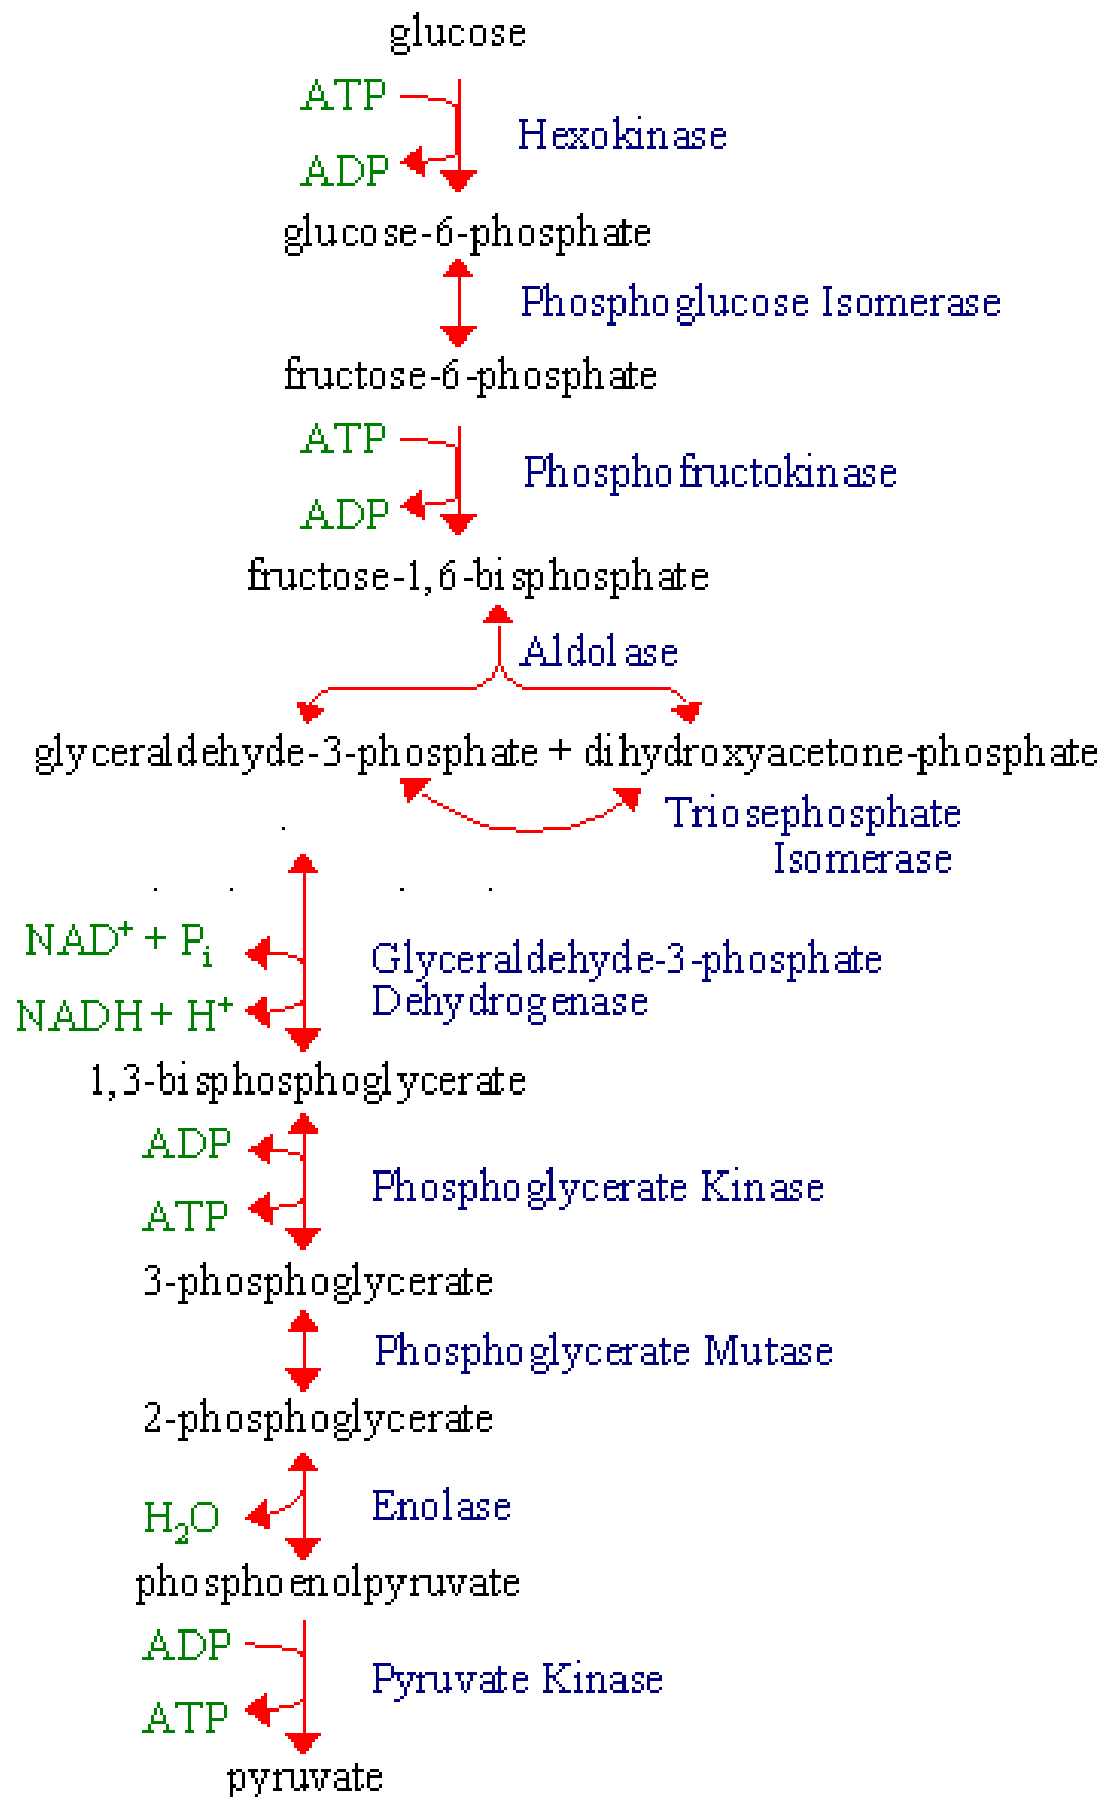 glucose
ATP
Hexokinase
ADP
glucose-6-phosphate
Phosphoglucose Isomerase
fructose-6-phosphate
ATP
Phosphofructokinase
ADP
fructose-1,6-bisphosphate
Aldolase
glyceraldehyde-3-phosphate + dihydroxyacetone-phosphate
Triosephosphate
Isomerase
NAD⁺ + Pᵢ
Glyceraldehyde-3-phosphate
Dehydrogenase
NADH + H⁺
1,3-bisphosphoglycerate
ADP
Phosphoglycerate Kinase
ATP
3-phosphoglycerate
Phosphoglycerate Mutase
2-phosphoglycerate
Enolase
H₂O
phosphoenolpyruvate
ADP
Pyruvate Kinase
ATP
pyruvate